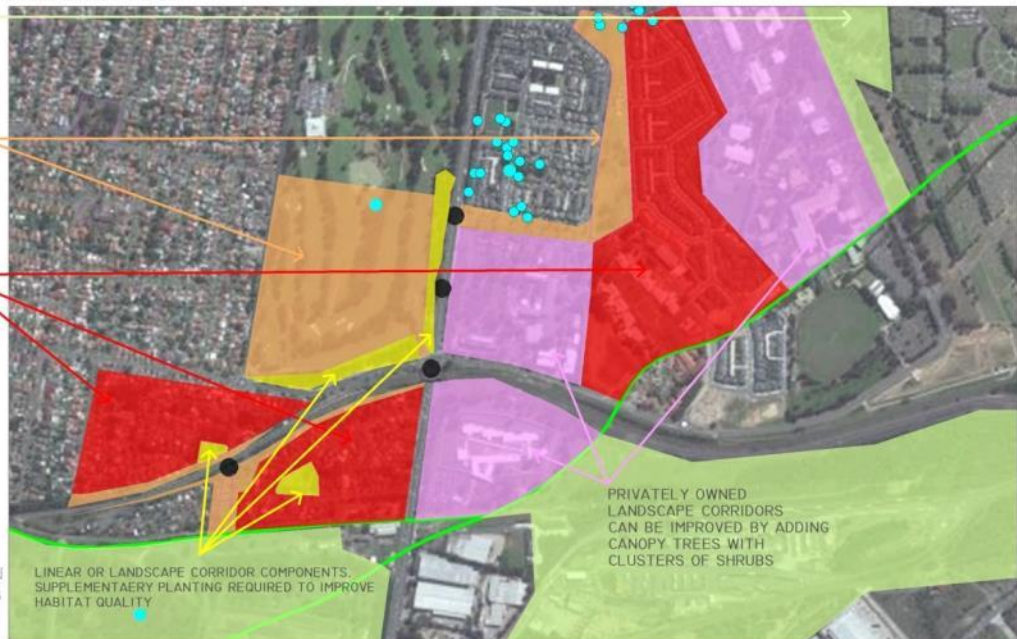 PRIVATELY OWNED
LANDSCAPE CORRIDORS
CAN BE IMPROVED BY ADDING
CANOPY TREES WITH
CLUSTERS OF SHRUBS
LINEAR OR LANDSCAPE CORRIDOR COMPONENTS.
SUPPLEMENTAERY PLANTING REQUIRED TO IMPROVE
HABITAT QUALITY